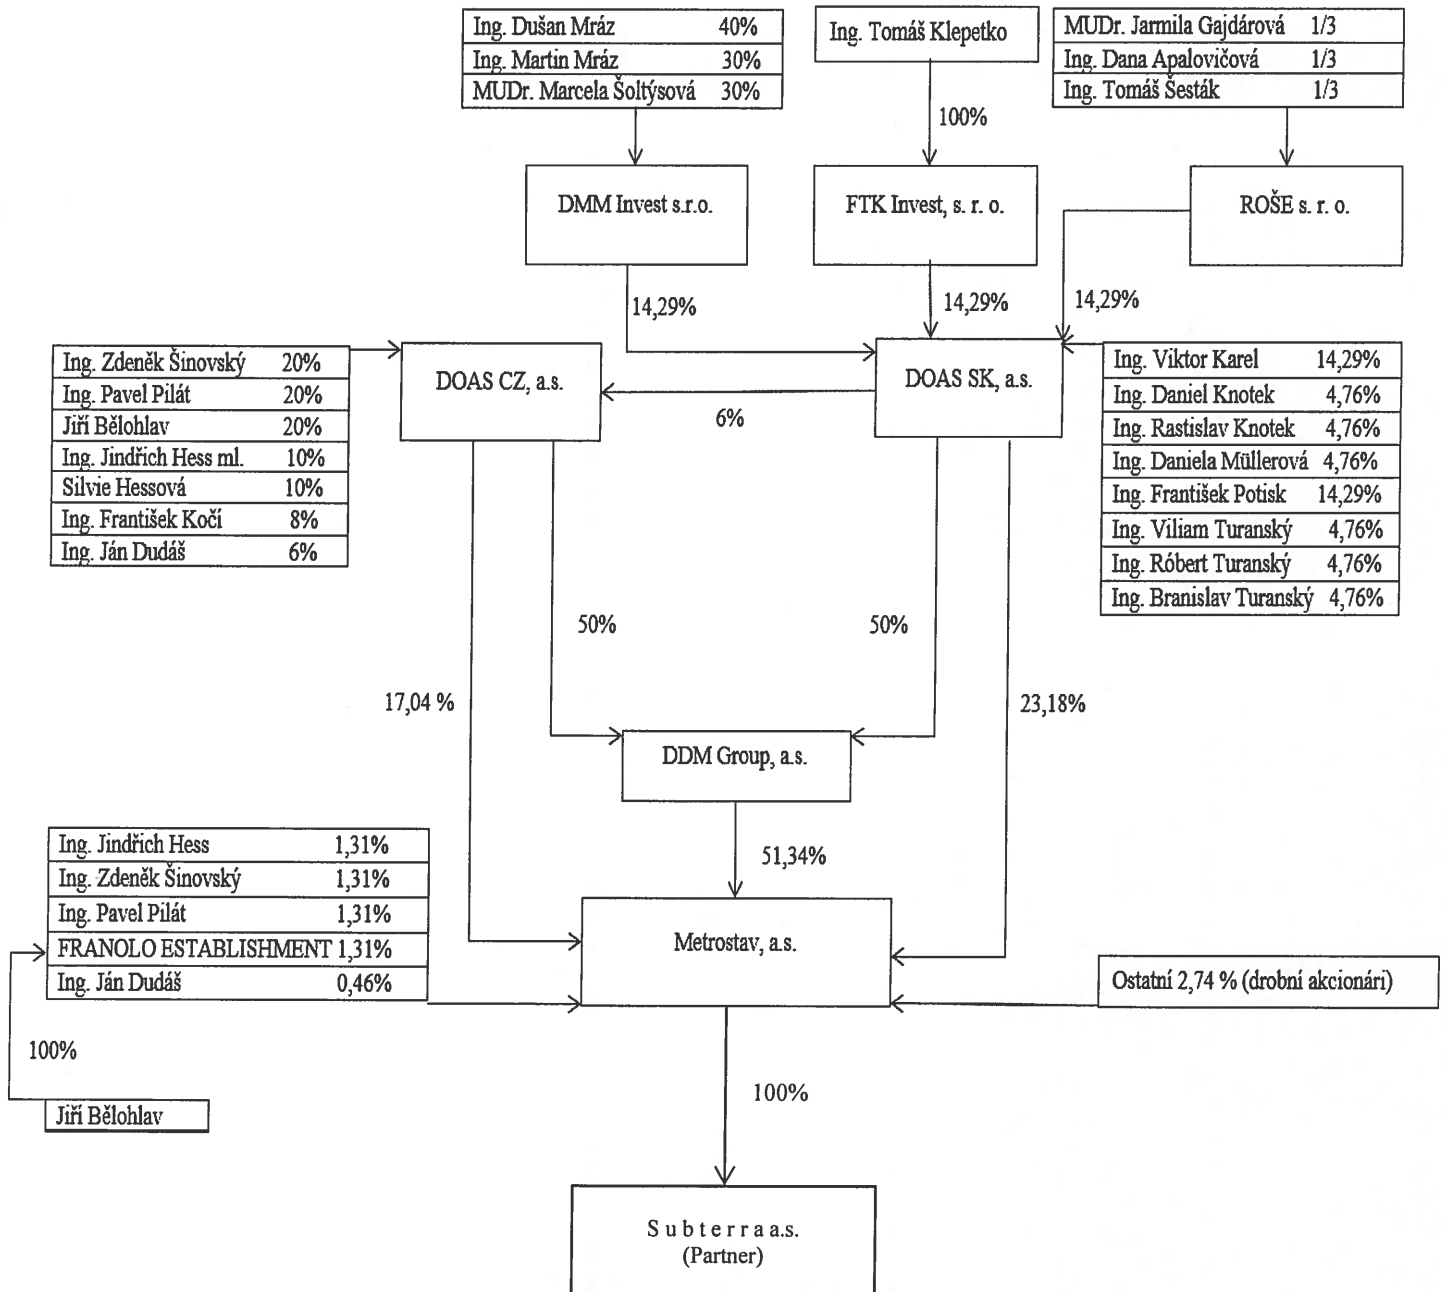 Ing. Dušan Mráz 40%
Ing. Martin Mráz 30%
MUDr. Marcela Šoltýsová 30%
Ing. Tomáš Klepetko
MUDr. Jarmila Gajdárová 1/3
Ing. Dana Apalovičová 1/3
Ing. Tomáš Šesták 1/3
100%
DMM Invest s.r.o.
FTK Invest, s. r. o.
ROŠE s. r. o.
14,29%
14,29%
14,29%
Ing. Zdeněk Šinovský 20%
Ing. Pavel Pilát 20%
Jiří Bělohlav 20%
Ing. Jindřich Hess ml. 10%
Silvie Hessová 10%
Ing. František Kočí 8%
Ing. Ján Dudáš 6%
DOAS CZ, a.s.
6%
DOAS SK, a.s.
Ing. Viktor Karel 14,29%
Ing. Daniel Knotek 4,76%
Ing. Rastislav Knotek 4,76%
Ing. Daniela Müllerová 4,76%
Ing. František Potisk 14,29%
Ing. Viliam Turanský 4,76%
Ing. Róbert Turanský 4,76%
Ing. Branislav Turanský 4,76%
50%
50%
17,04 %
23,18%
DDM Group, a.s.
51,34%
Ing. Jindřich Hess 1,31%
Ing. Zdeněk Šinovský 1,31%
Ing. Pavel Pilát 1,31%
FRANOLO ESTABLISHMENT 1,31%
Ing. Ján Dudáš 0,46%
Metrostav, a.s.
Ostatní 2,74 % (drobní akcionári)
100%
Jiří Bělohlav
100%
S u b t e r r a a.s.
(Partner)